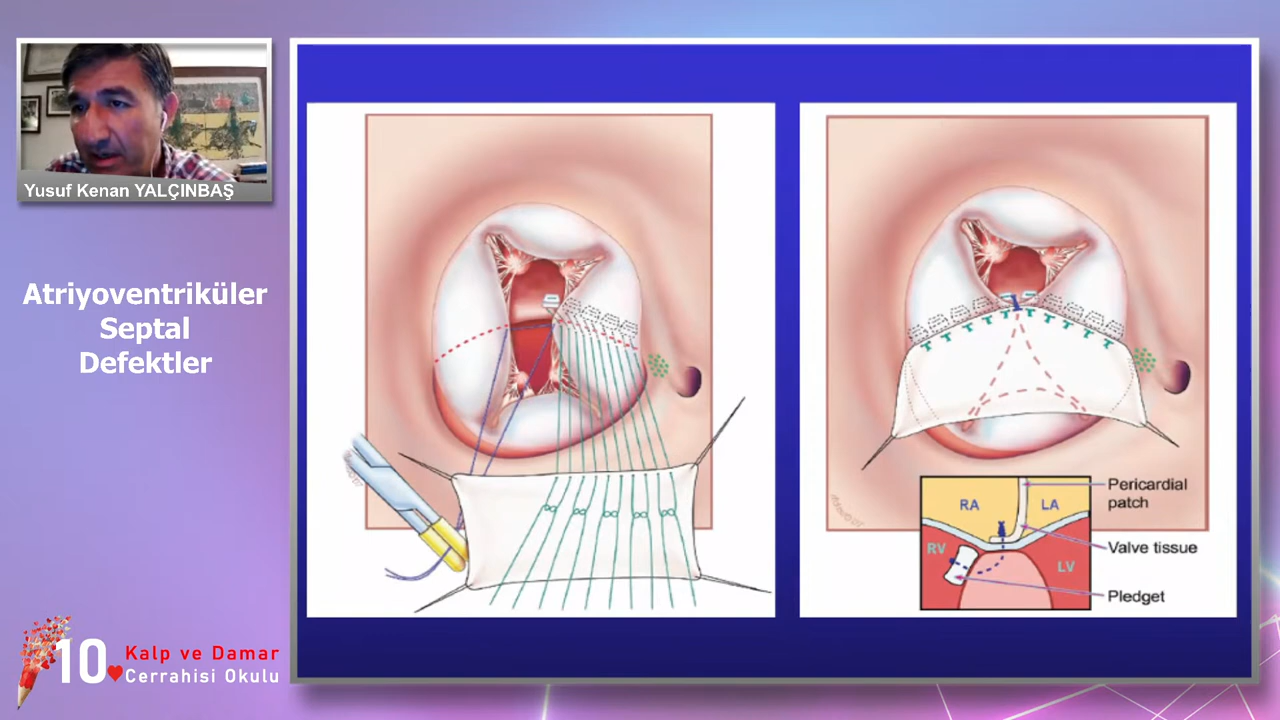 Yusuf Kenan YALÇINBAŞ
Atriyoventriküler
Septal
Defektler
10
Kalp ve Damar
Cerrahisi Okulu
RA
LA
RV
LV
Pericardial
patch
Valve tissue
Pledget